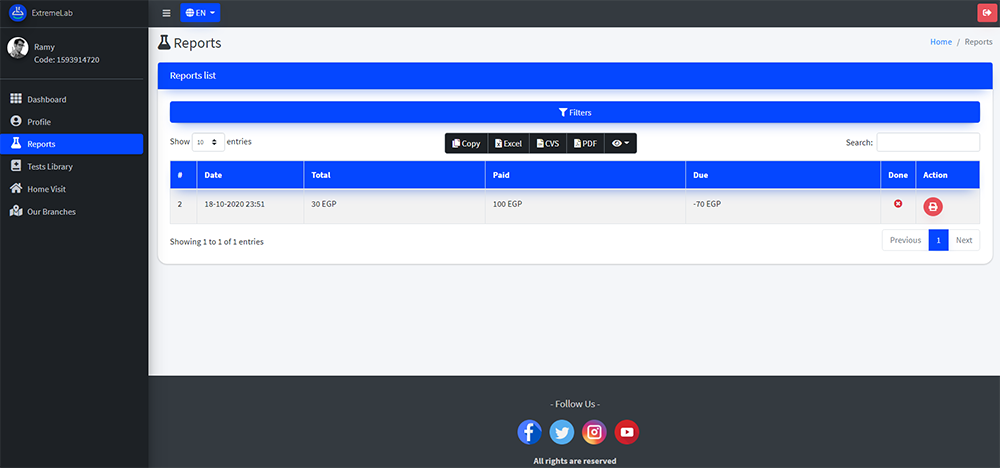 ExtremeLab
EN
Ramy
Code: 1593914720
Dashboard
Profile
Reports
Tests Library
Home Visit
Our Branches
Reports
Home / Reports
Reports list
Filters
Show 10 entries
Copy Excel CVS PDF
Search:
# Date Total Paid Due Done Action
2 18-10-2020 23:51 30 EGP 100 EGP -70 EGP
Showing 1 to 1 of 1 entries
Previous 1 Next
- Follow Us -
All rights are reserved